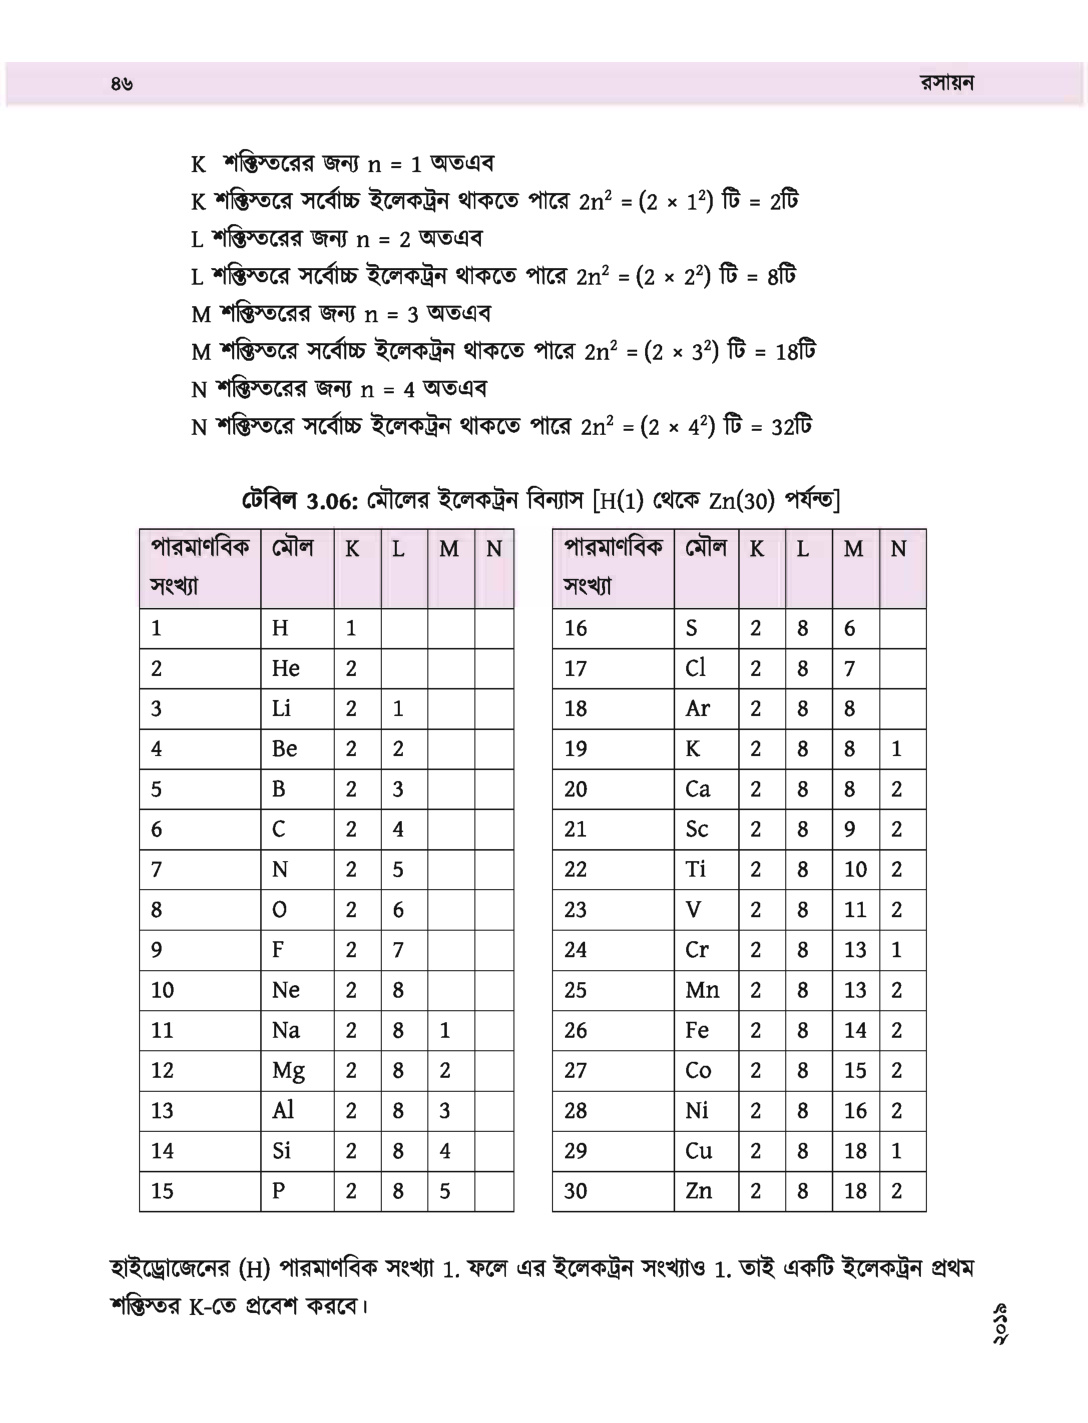 ৪৬ রসায়ন
K শক্তিস্তরের জন্য n = 1 অতএব
K শক্তিস্তরে সর্বোচ্চ ইলেকট্রন থাকতে পারে 2n² = (2 × 1²) টি = 2টি
L শক্তিস্তরের জন্য n = 2 অতএব
L শক্তিস্তরে সর্বোচ্চ ইলেকট্রন থাকতে পারে 2n² = (2 × 2²) টি = 8টি
M শক্তিস্তরের জন্য n = 3 অতএব
M শক্তিস্তরে সর্বোচ্চ ইলেকট্রন থাকতে পারে 2n² = (2 × 3²) টি = 18টি
N শক্তিস্তরের জন্য n = 4 অতএব
N শক্তিস্তরে সর্বোচ্চ ইলেকট্রন থাকতে পারে 2n² = (2 × 4²) টি = 32টি
টেবিল 3.06: মৌলের ইলেকট্রন বিন্যাস [H(1) থেকে Zn(30) পর্যন্ত]
পারমাণবিক মৌল K L M N
সংখ্যা
1 H 1
2 He 2
3 Li 2 1
4 Be 2 2
5 B 2 3
6 C 2 4
7 N 2 5
8 O 2 6
9 F 2 7
10 Ne 2 8
11 Na 2 8 1
12 Mg 2 8 2
13 Al 2 8 3
14 Si 2 8 4
15 P 2 8 5
পারমাণবিক মৌল K L M N
সংখ্যা
16 S 2 8 6
17 Cl 2 8 7
18 Ar 2 8 8
19 K 2 8 8 1
20 Ca 2 8 8 2
21 Sc 2 8 9 2
22 Ti 2 8 10 2
23 V 2 8 11 2
24 Cr 2 8 13 1
25 Mn 2 8 13 2
26 Fe 2 8 14 2
27 Co 2 8 15 2
28 Ni 2 8 16 2
29 Cu 2 8 18 1
30 Zn 2 8 18 2
হাইড্রোজেনের (H) পারমাণবিক সংখ্যা 1. ফলে এর ইলেকট্রন সংখ্যাও 1. তাই একটি ইলেকট্রন প্রথম
শক্তিস্তর K-তে প্রবেশ করবে।
২০১৯